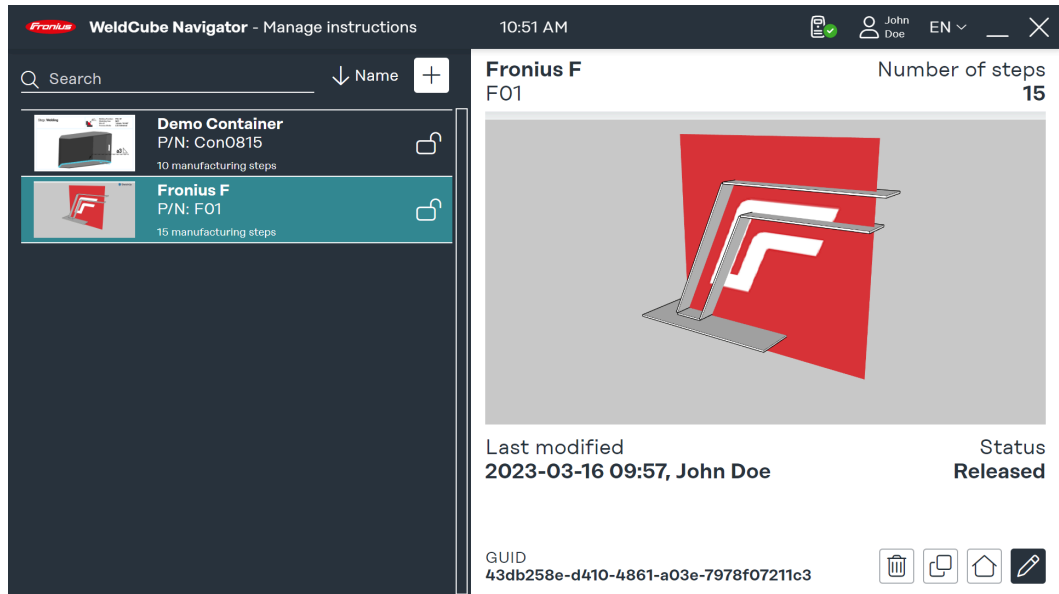 Fronius WeldCube Navigator - Manage instructions 10:51 AM John Doe EN
Search Name
Demo Container
P/N: Con0815
10 manufacturing steps
Fronius F
P/N: F01
15 manufacturing steps
Fronius F Number of steps
F01 15
Last modified Status
2023-03-16 09:57, John Doe Released
GUID
43db258e-d410-4861-a03e-7978f07211c3